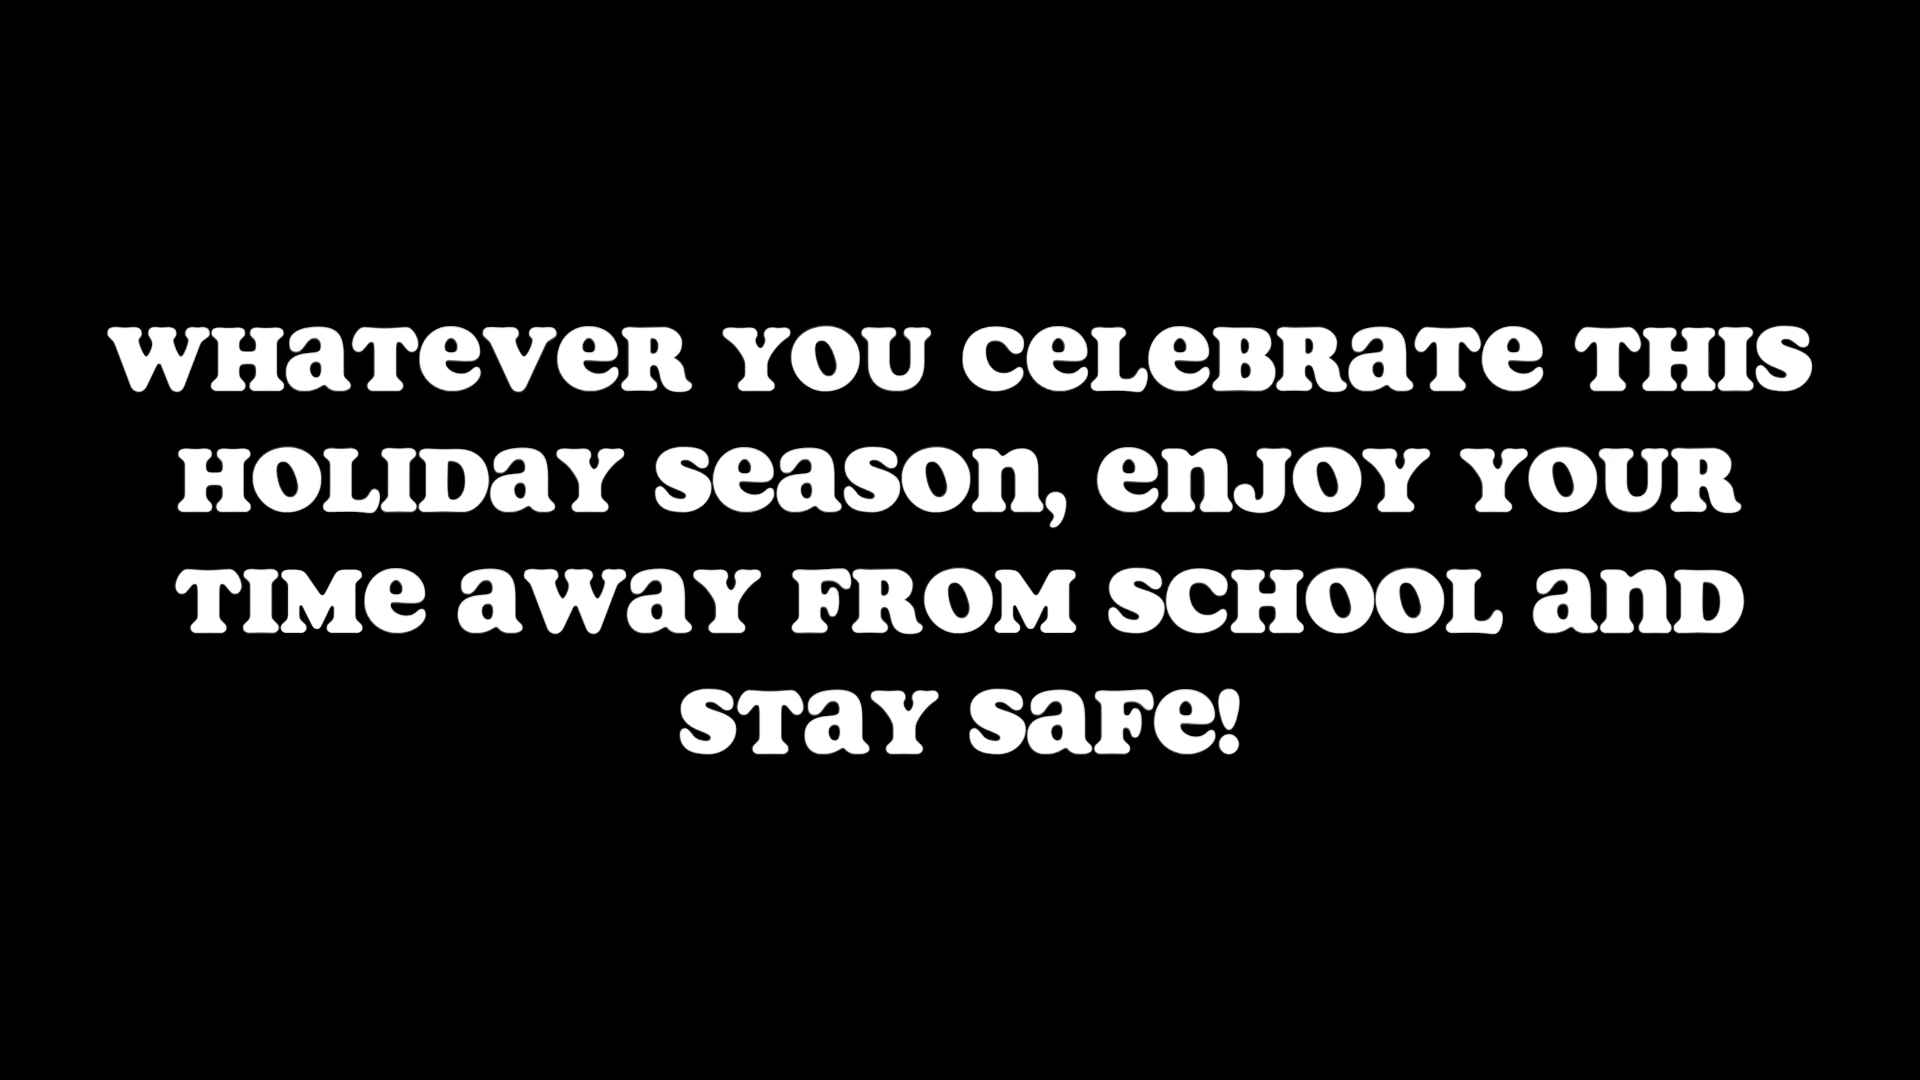 WHaTeVeR YOU CeLeBRaTe THIS
HOLIDaY SeaSOn, enJOY YOUR
TIMe aWaY FROM SCHOOL anD
STaY SaFe!